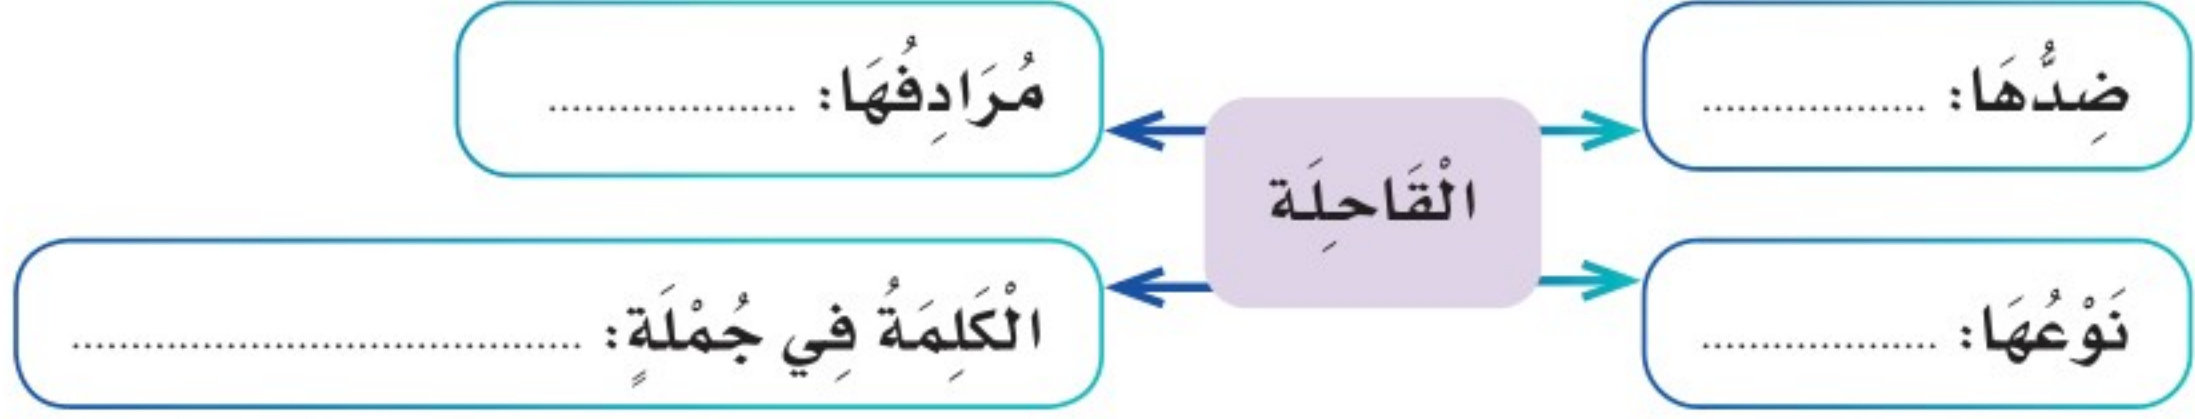 ضِدُّهَا: ...................
مُرَادِفُهَا: .....................
الْقَاحِلَة
نَوْعُهَا: ....................
الْكَلِمَةُ فِي جُمْلَةٍ: ...........................................